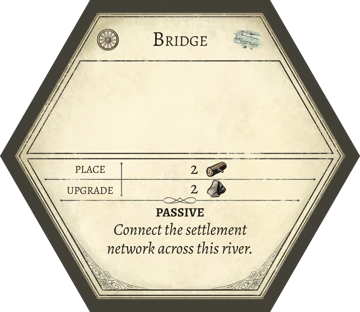 BRIDGE
PLACE 2
UPGRADE 2
PASSIVE
Connect the settlement
network across this river.